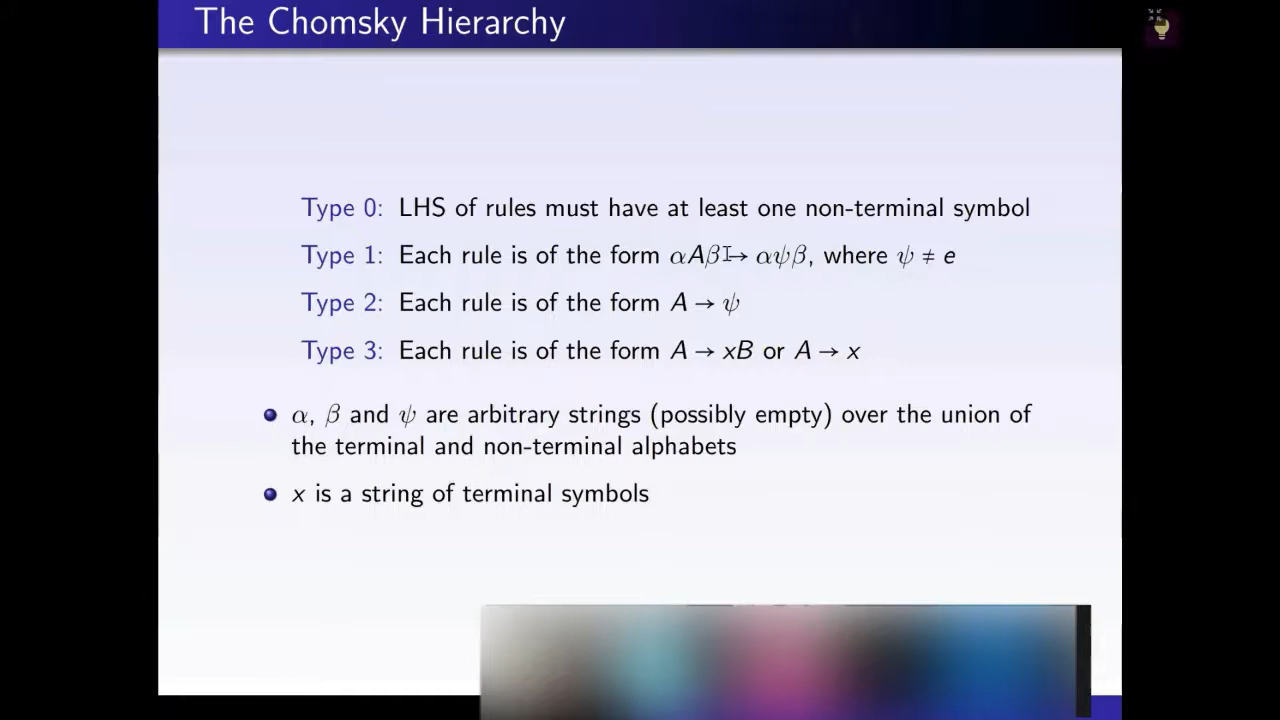 The Chomsky Hierarchy
Type 0: LHS of rules must have at least one non-terminal symbol
Type 1: Each rule is of the form αAβ → αψβ, where ψ ≠ e
Type 2: Each rule is of the form A → ψ
Type 3: Each rule is of the form A → xB or A → x
α, β and ψ are arbitrary strings (possibly empty) over the union of
the terminal and non-terminal alphabets
x is a string of terminal symbols